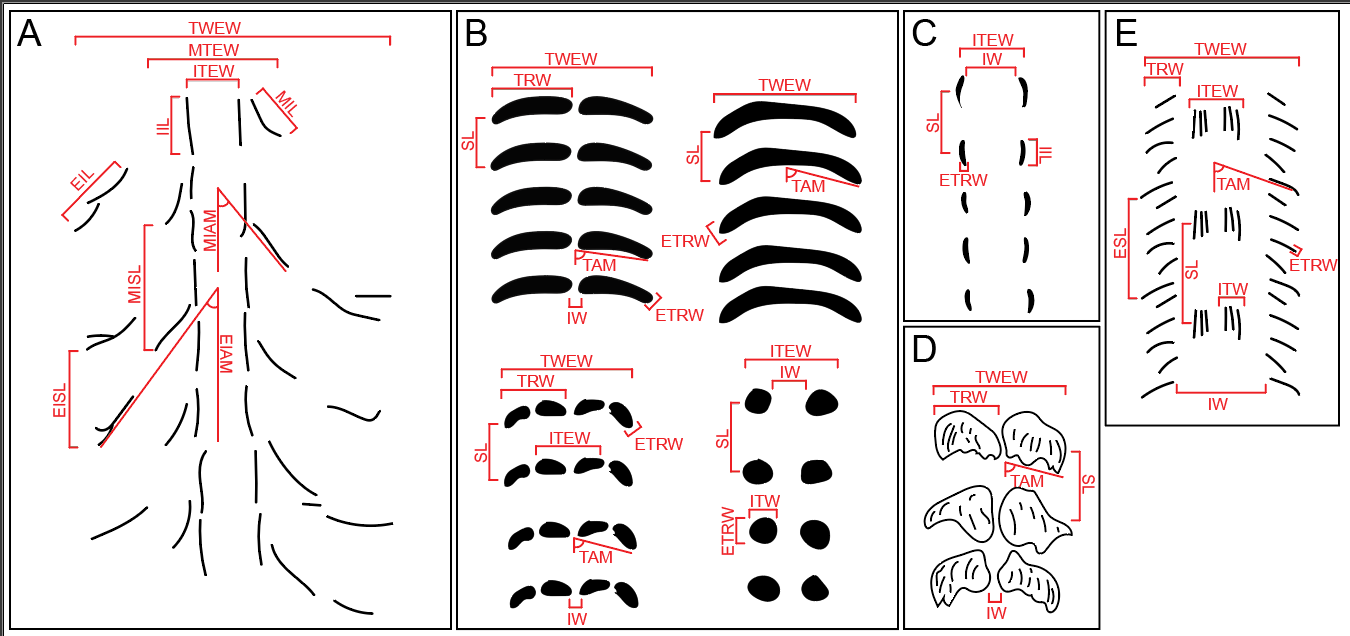 A
TWEW
MTEW
ITEW
MIL
IIL
EIL
MIAM
MISL
EIAM
EISL
B
TWEW
TRW
SL
TAM
IW
ETRW
TWEW
SL
TAM
ETRW
TWEW
TRW
ETRW
ITEW
SL
TAM
IW
ITEW
IW
SL
ITW
ETRW
C
ITEW
IW
SL
IIL
ETRW
D
TWEW
TRW
TAM
SL
IW
E
TWEW
TRW
ITEW
TAM
ESL
SL
ETRW
ITW
IW